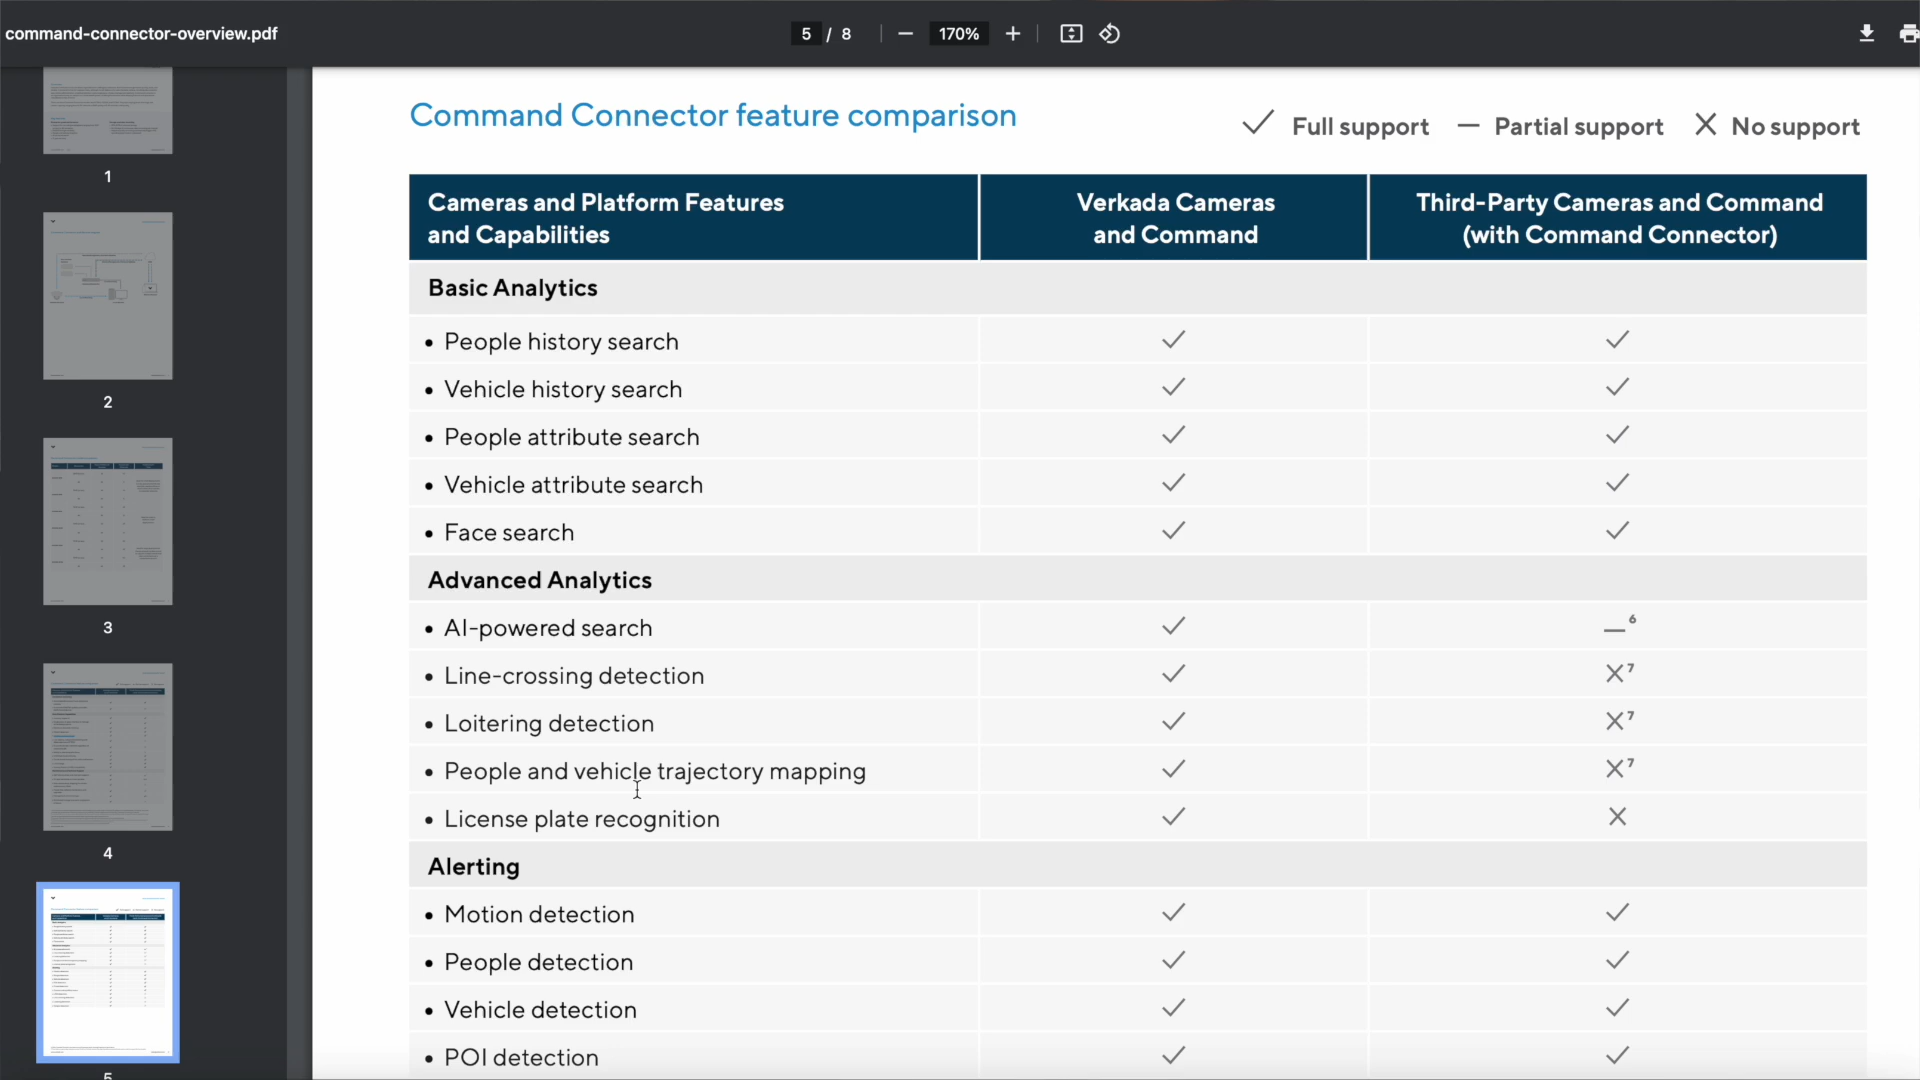 command-connector-overview.pdf
5 / 8
170%
1
2
3
4
5
Command Connector feature comparison
✓ Full support — Partial support ✕ No support
Cameras and Platform Features and Capabilities
Verkada Cameras and Command
Third-Party Cameras and Command (with Command Connector)
Basic Analytics
• People history search ✓ ✓
• Vehicle history search ✓ ✓
• People attribute search ✓ ✓
• Vehicle attribute search ✓ ✓
• Face search ✓ ✓
Advanced Analytics
• AI-powered search ✓ —⁶
• Line-crossing detection ✓ ✕⁷
• Loitering detection ✓ ✕⁷
• People and vehicle trajectory mapping ✓ ✕⁷
• License plate recognition ✓ ✕
Alerting
• Motion detection ✓ ✓
• People detection ✓ ✓
• Vehicle detection ✓ ✓
• POI detection ✓ ✓